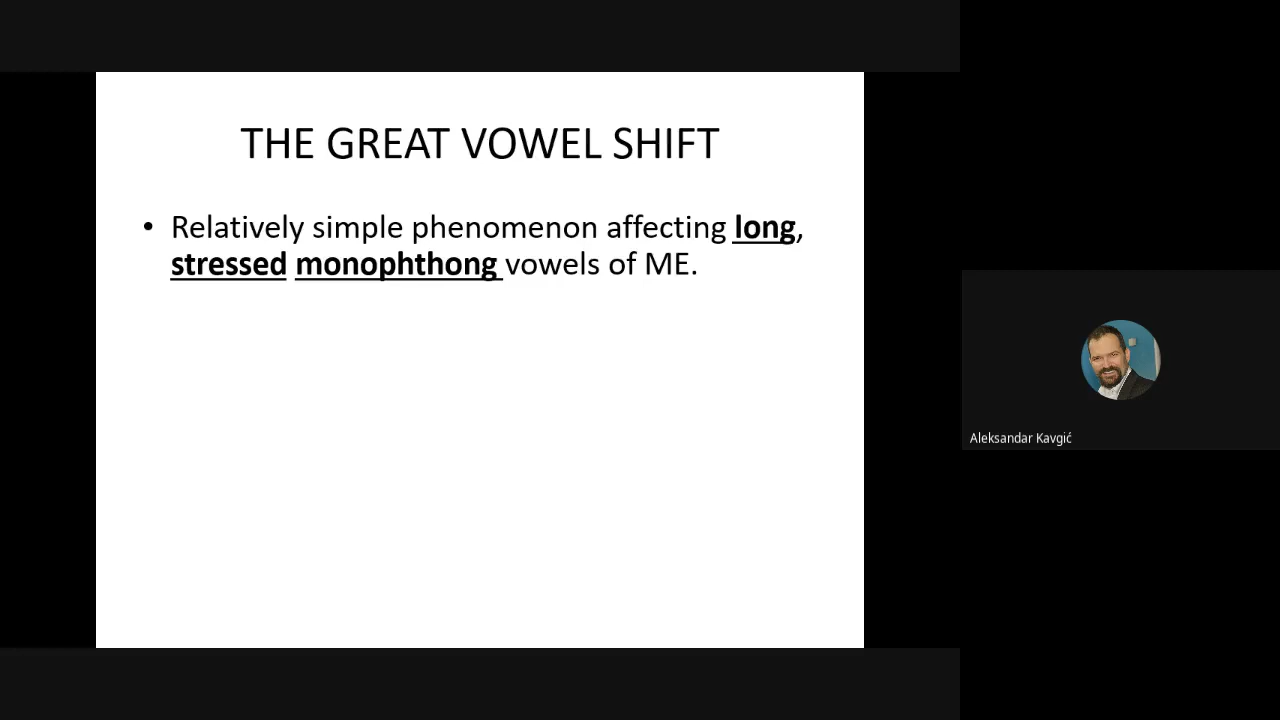 THE GREAT VOWEL SHIFT
• Relatively simple phenomenon affecting long,
stressed monophthong vowels of ME.
Aleksandar Kavgić